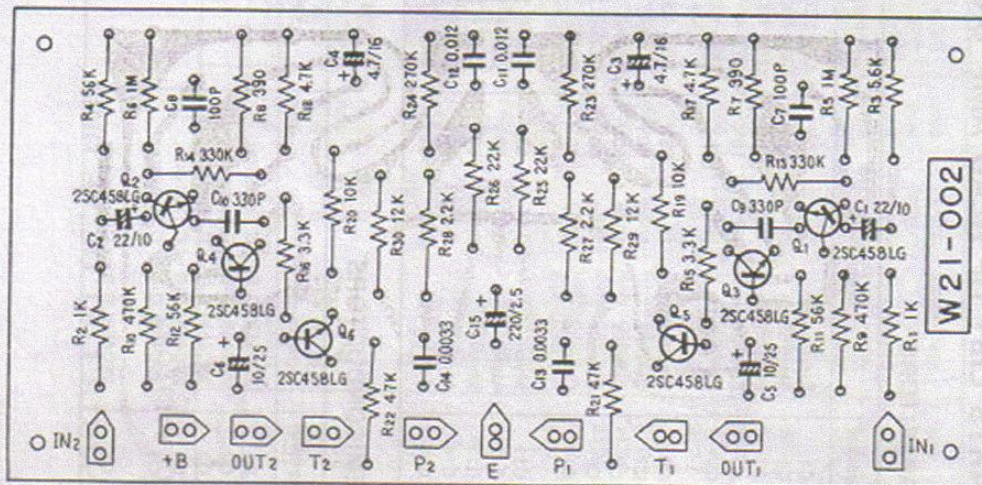 R4 56K
R6 1M
C8 100P
R8 390
R18 4.7K
C4 4.7/16
R24 270K
C12 0.012
C11 0.012
R23 270K
C3 4.7/16
R17 4.7K
R7 390
C7 100P
R5 1M
R3 5.6K
R14 330K
R13 330K
Q2
2SC458LG
C10 330P
C2 22/10
Q4
2SC458LG
R16 3.3K
R20 10K
R30 12K
R28 2.2K
R26 22K
R25 22K
R27 2.2K
R29 12K
R19 10K
R15 3.3K
C9 330P
Q1
C1 22/10
2SC458LG
Q3
2SC458LG
W21-002
R2 1K
R10 470K
R12 56K
C6 10/25
Q6
2SC458LG
R22 47K
C14 0.0033
C15 220/2.5
C13 0.0033
R21 47K
Q5
2SC458LG
C5 10/25
R11 56K
R9 470K
R1 1K
IN2
+B
OUT2
T2
P2
E
P1
T1
OUT1
IN1